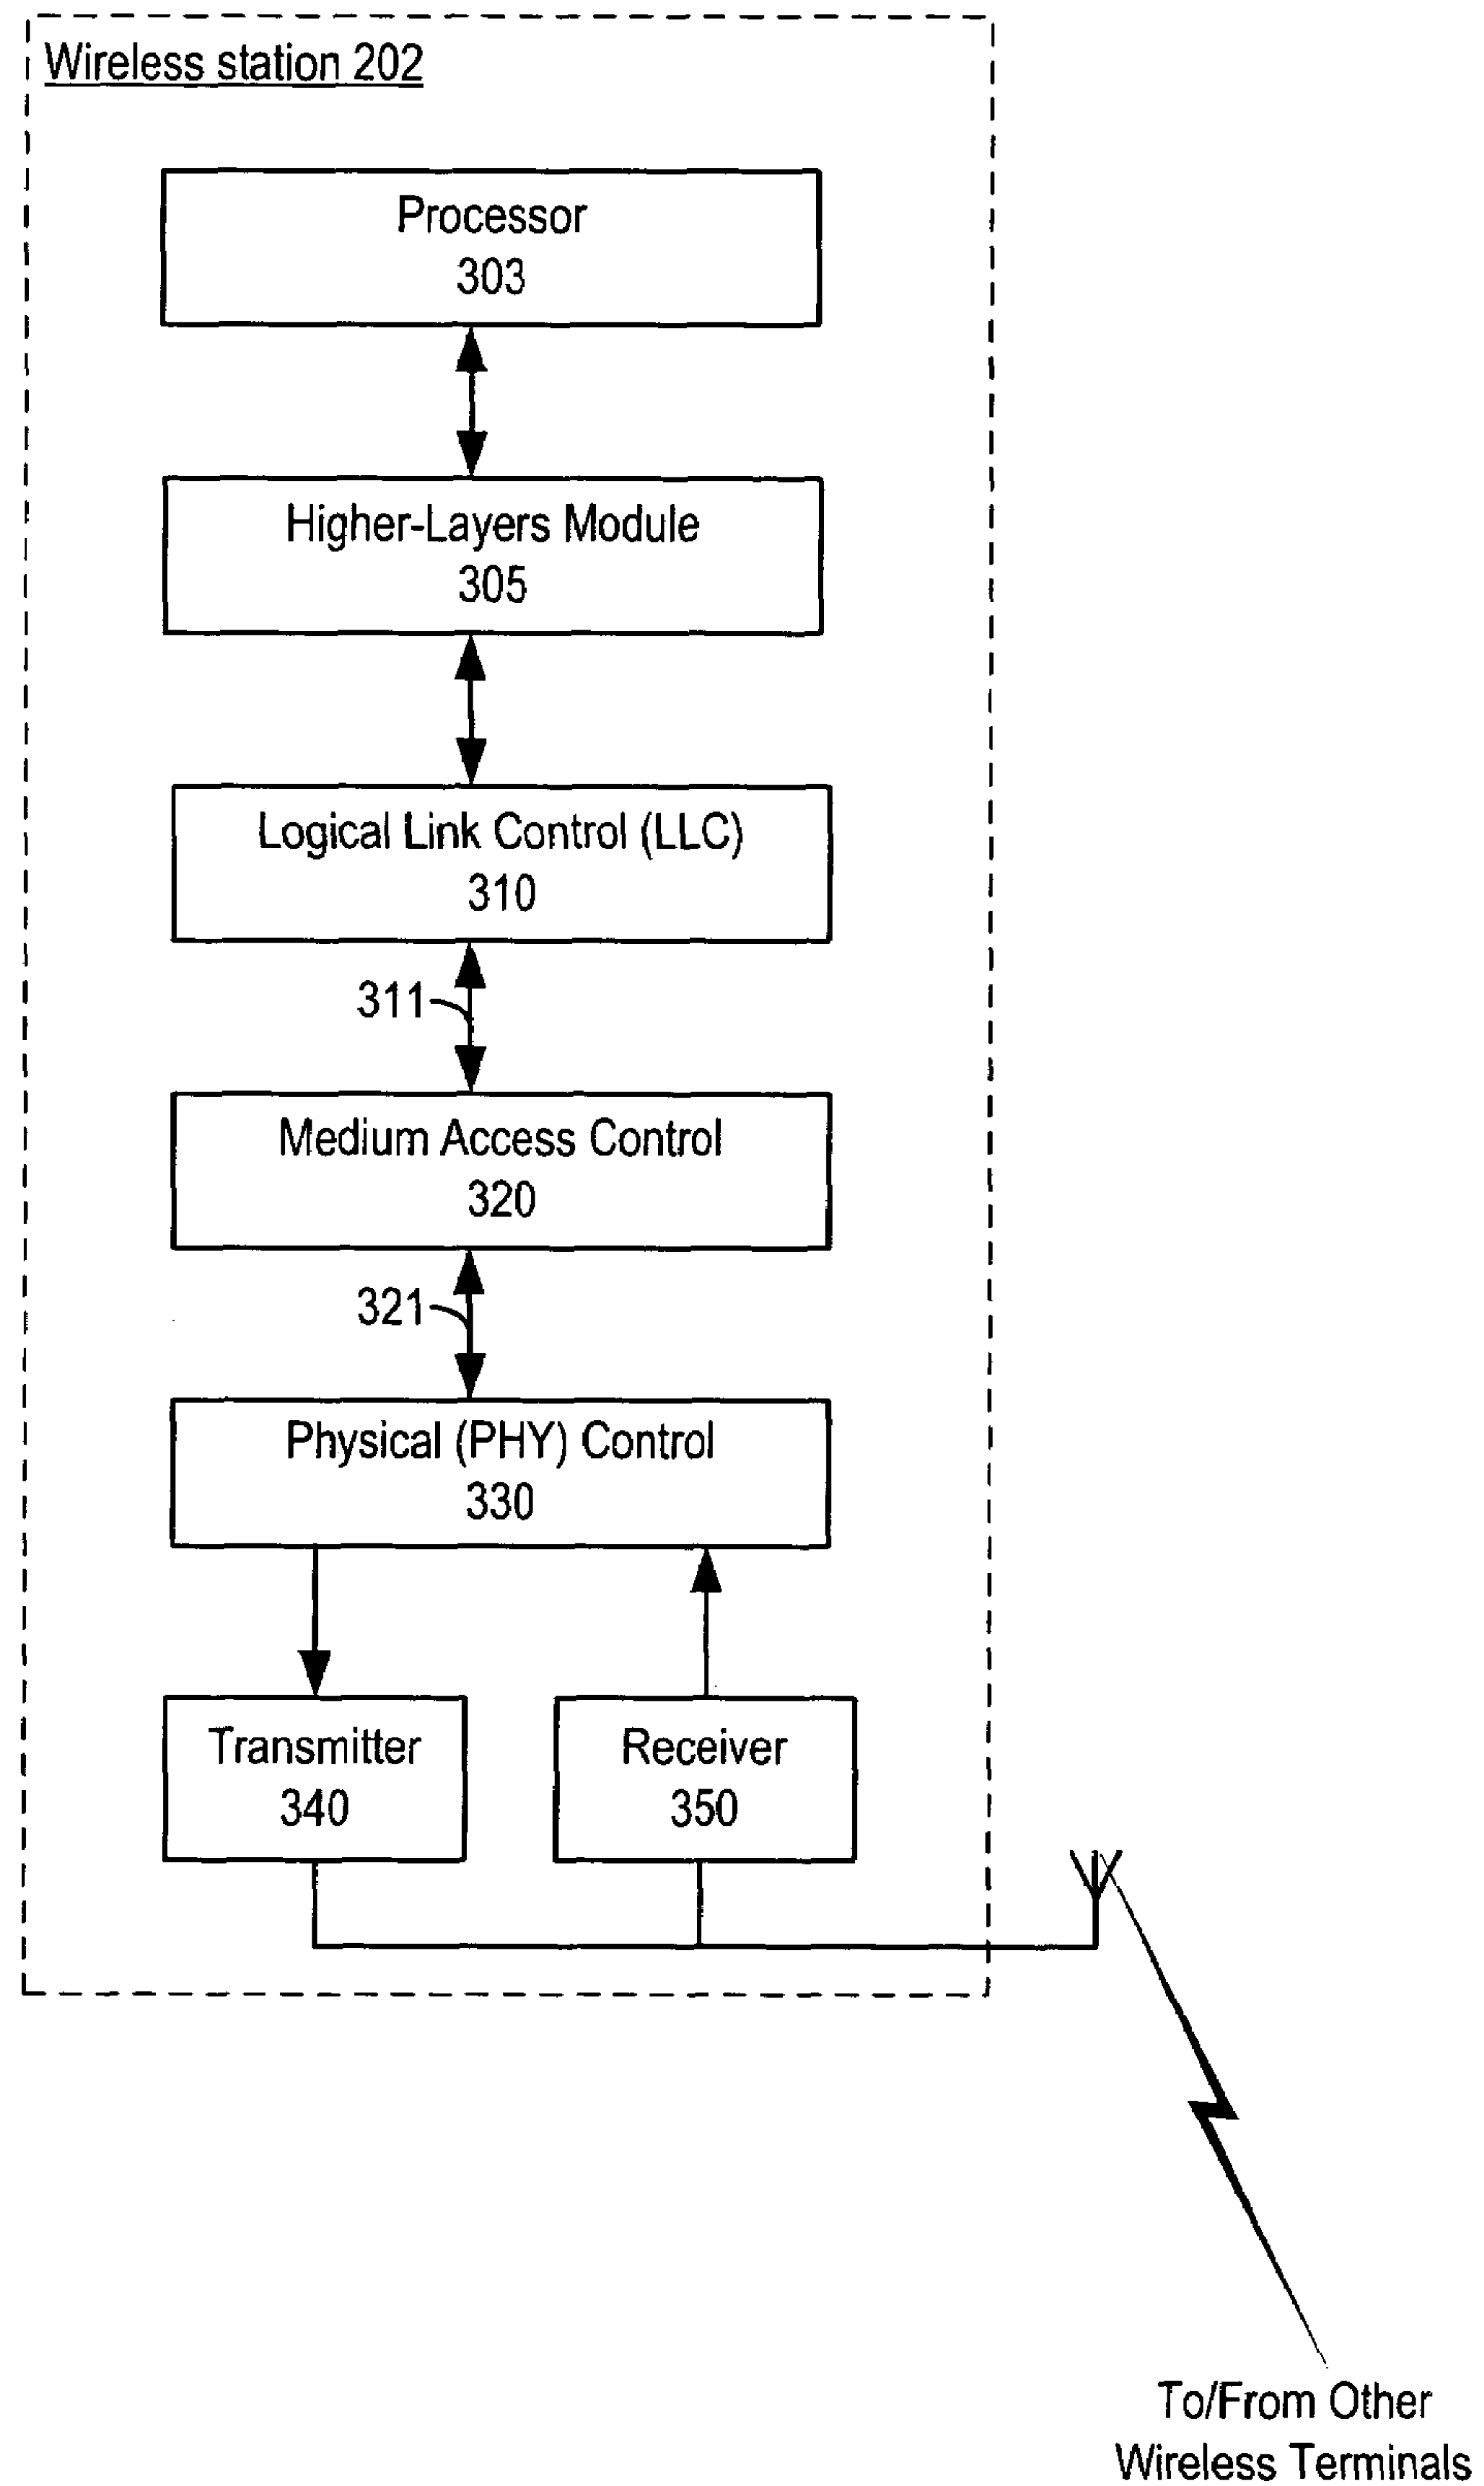 Wireless station 202
Processor
303
Higher-Layers Module
305
Logical Link Control (LLC)
310
311
Medium Access Control
320
321
Physical (PHY) Control
330
Transmitter
340
Receiver
350
To/From Other
Wireless Terminals